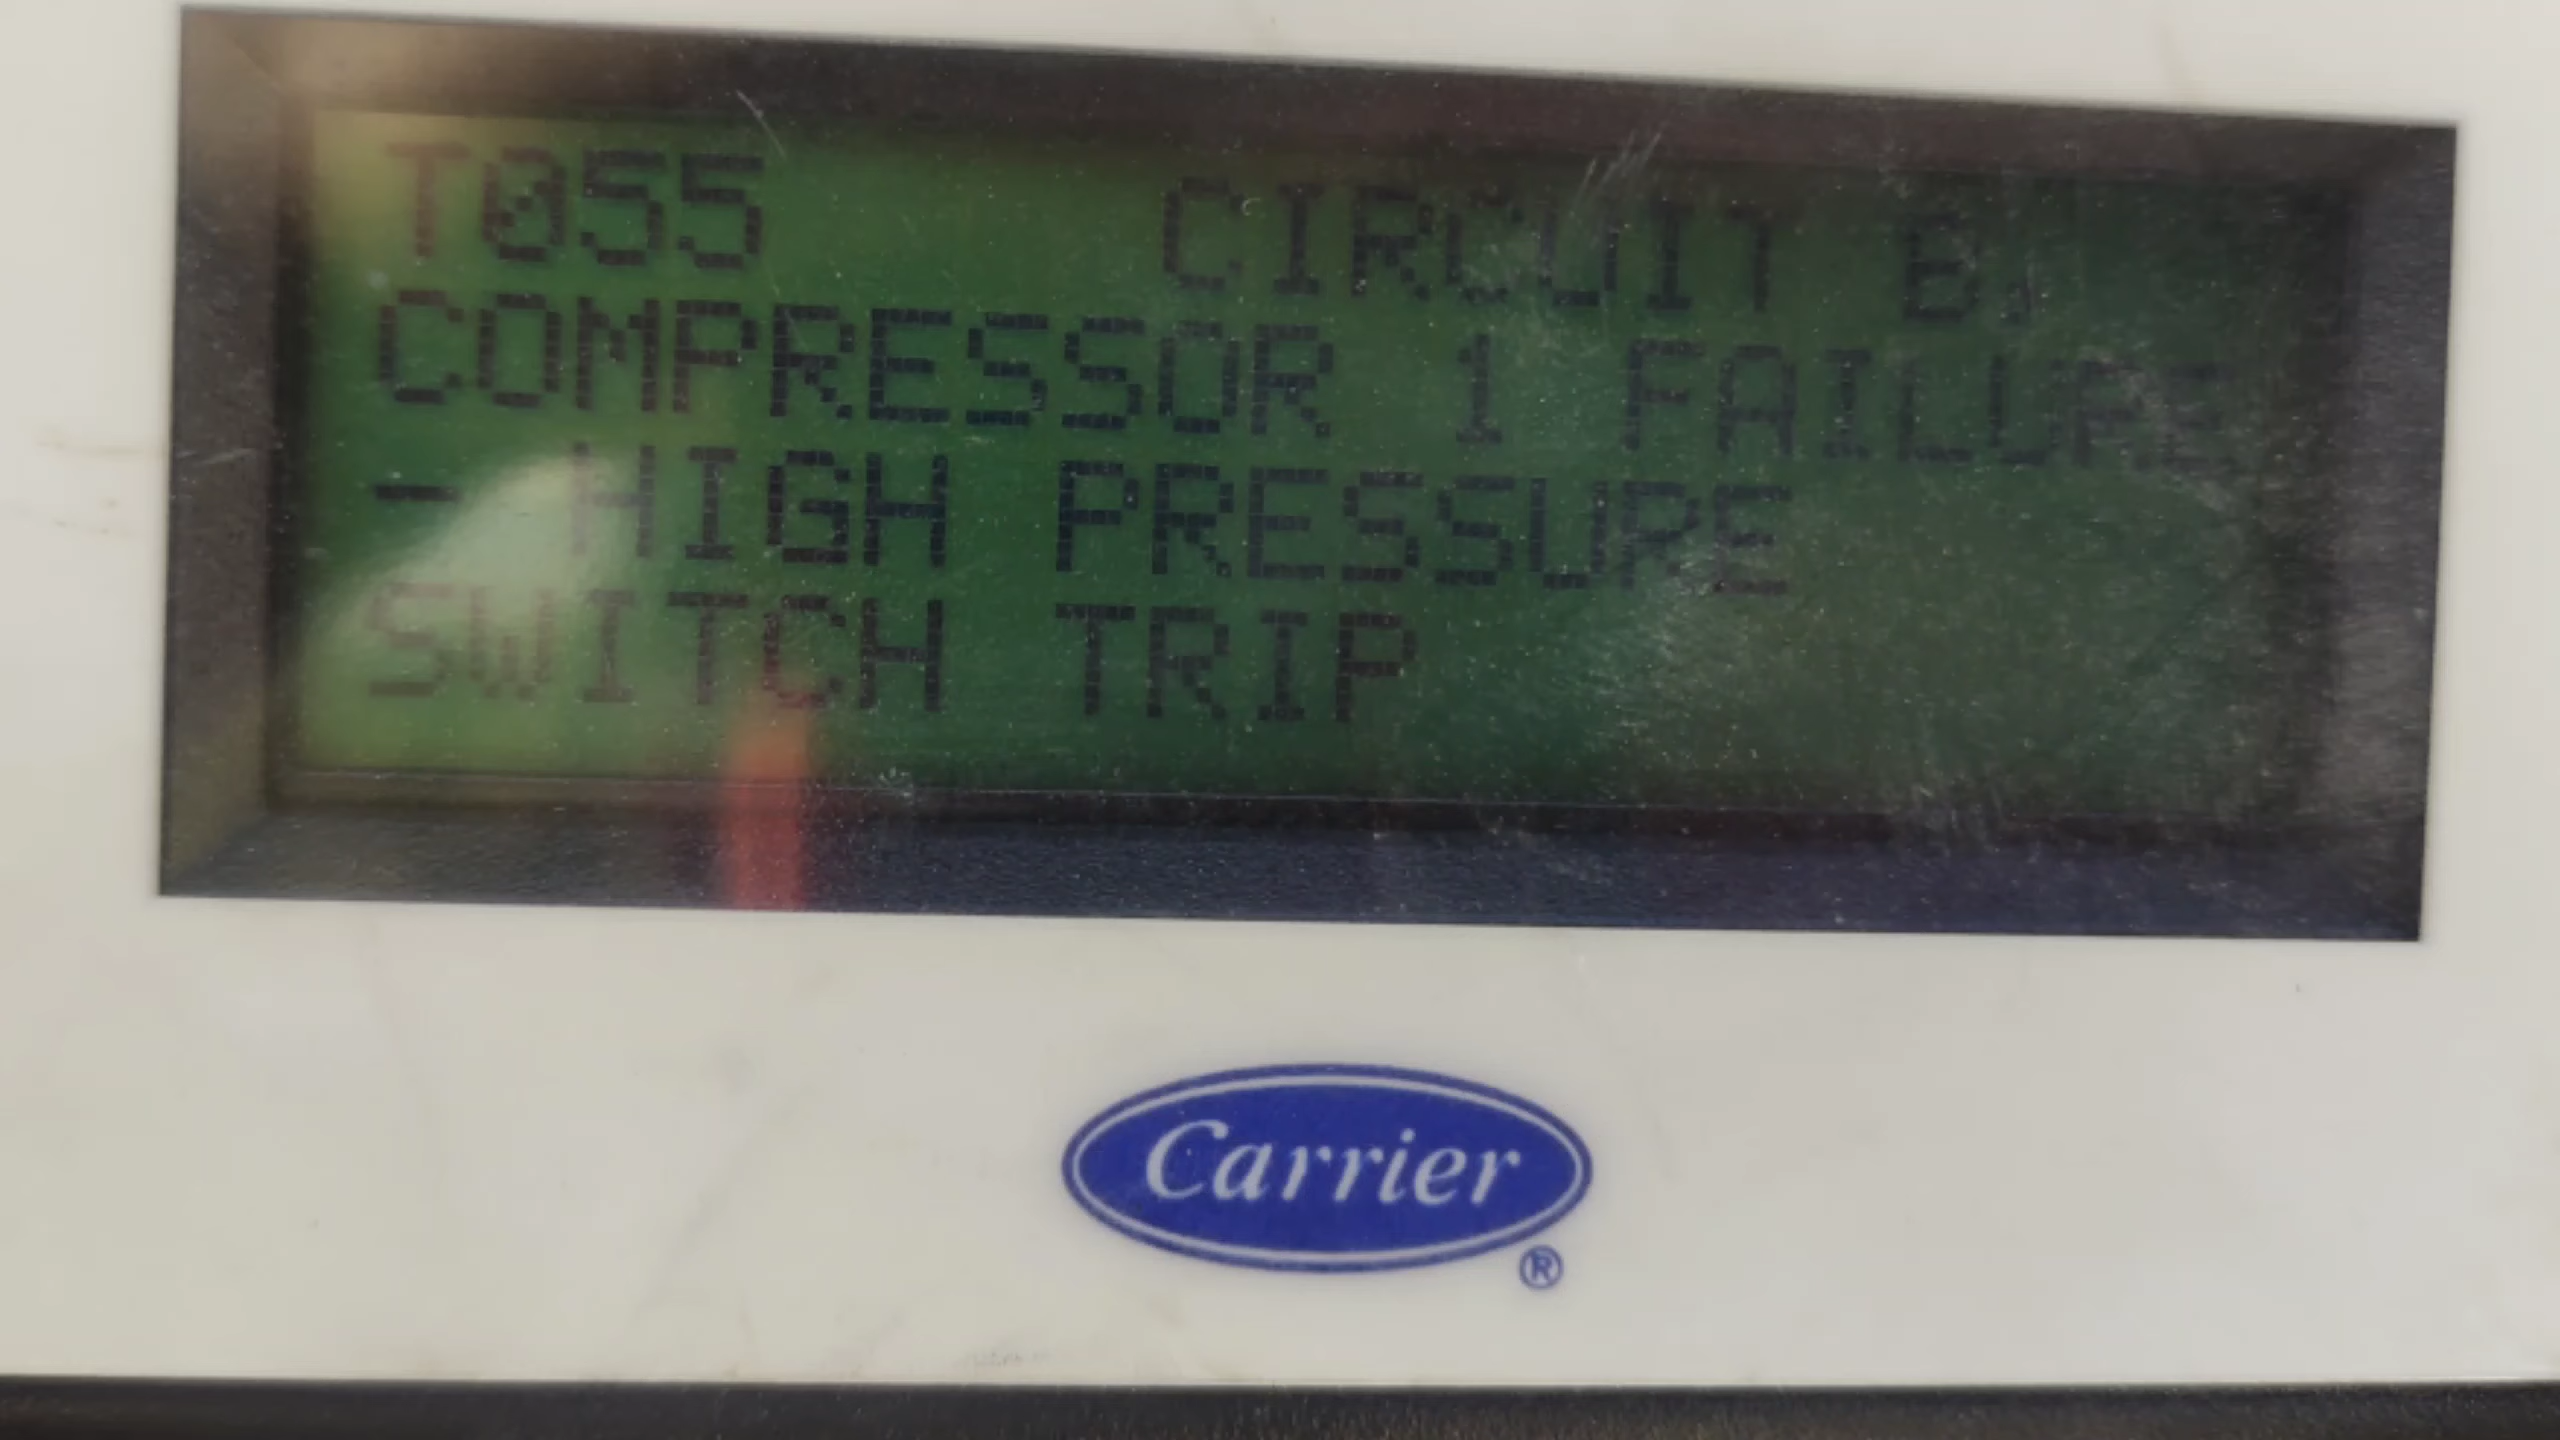 T055 CIRCUIT B,
COMPRESSOR 1 FAILURE
- HIGH PRESSURE
SWITCH TRIP
Carrier
®